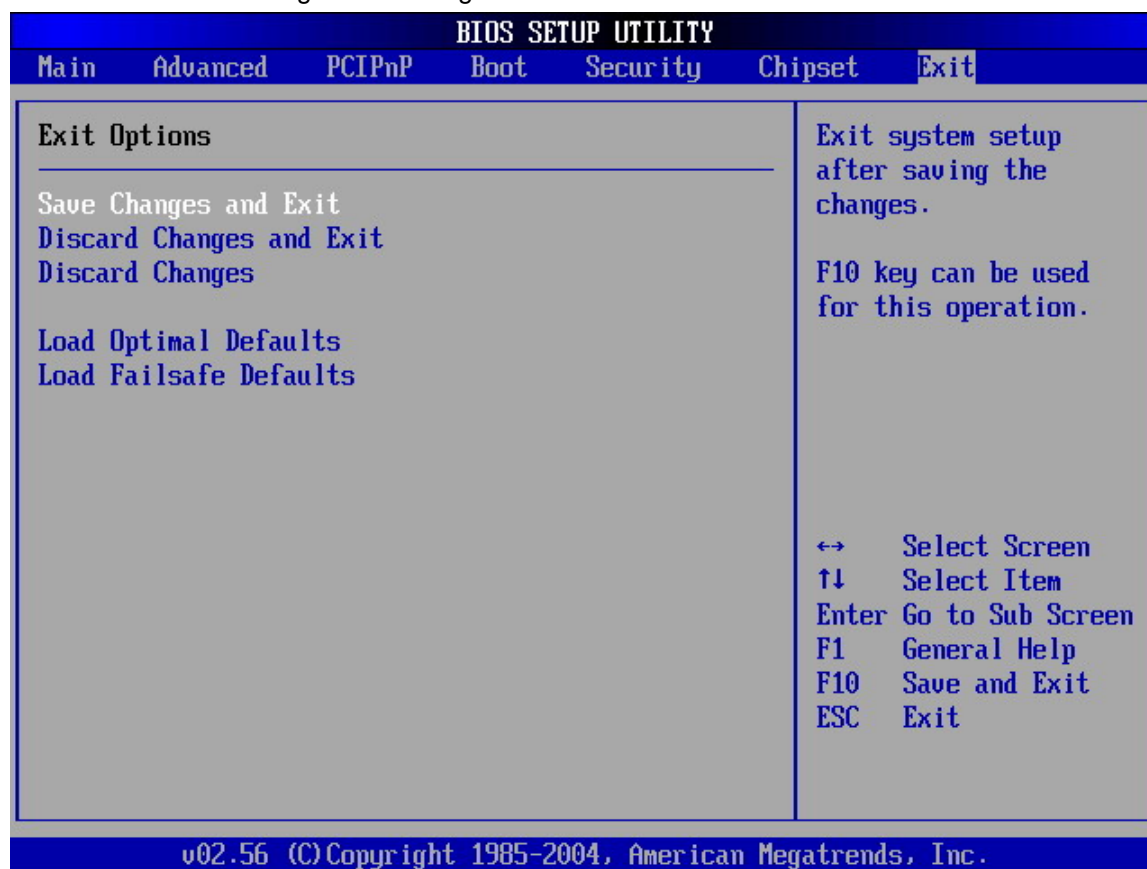 BIOS SETUP UTILITY
Main Advanced PCIPnP Boot Security Chipset Exit
Exit Options
Save Changes and Exit
Discard Changes and Exit
Discard Changes
Load Optimal Defaults
Load Failsafe Defaults
Exit system setup
after saving the
changes.
F10 key can be used
for this operation.
←→ Select Screen
↑↓ Select Item
Enter Go to Sub Screen
F1 General Help
F10 Save and Exit
ESC Exit
v02.56 (C)Copyright 1985-2004, American Megatrends, Inc.